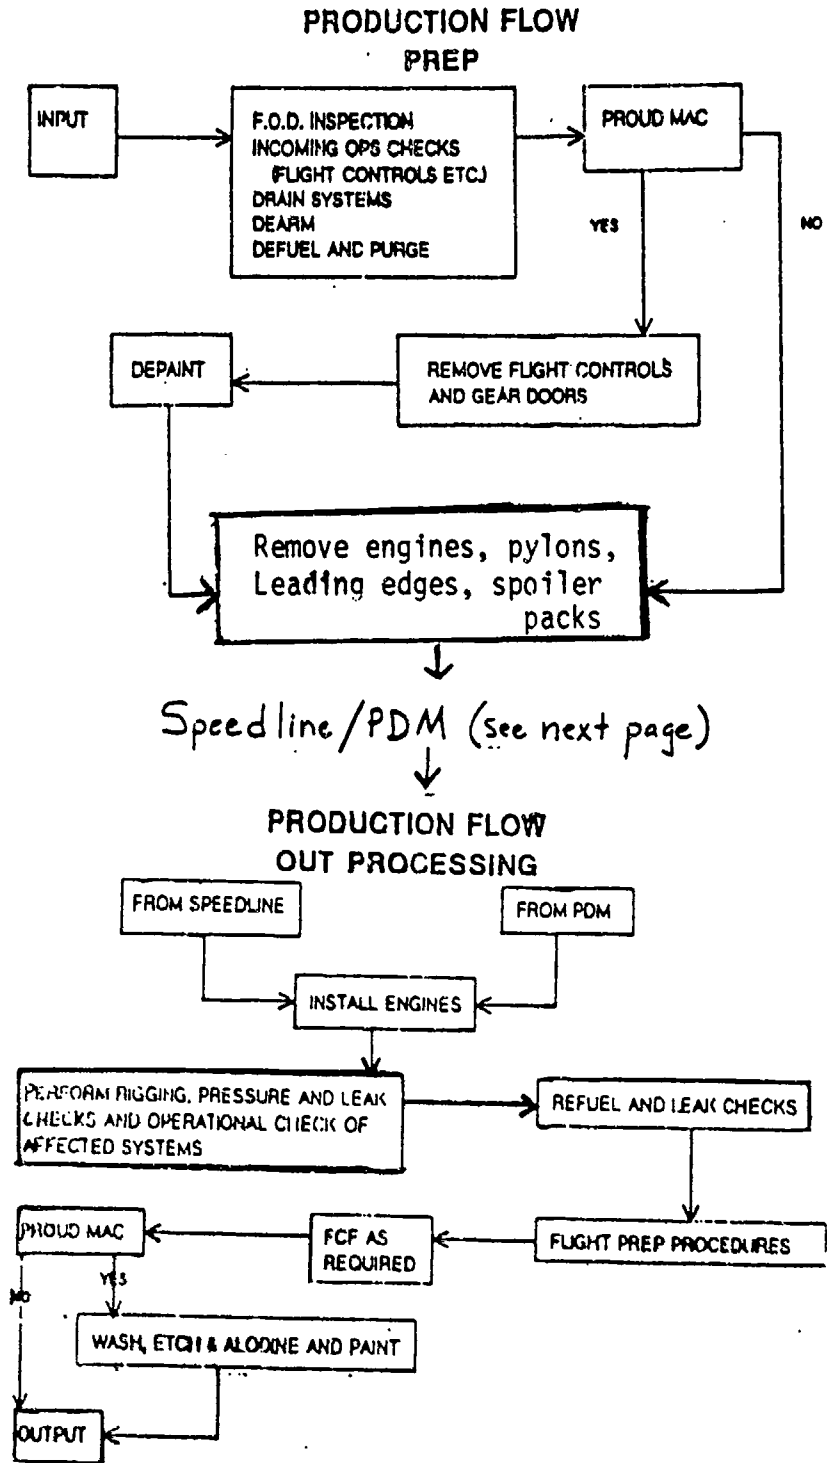 PRODUCTION FLOW
PREP
INPUT
F.O.D. INSPECTION
INCOMING OPS CHECKS
(FLIGHT CONTROLS ETC.)
DRAIN SYSTEMS
DEARM
DEFUEL AND PURGE
PROUD MAC
YES
NO
REMOVE FLIGHT CONTROLS
AND GEAR DOORS
DEPAINT
Remove engines, pylons,
Leading edges, spoiler
packs
Speedline/PDM (see next page)
PRODUCTION FLOW
OUT PROCESSING
FROM SPEEDLINE
FROM PDM
INSTALL ENGINES
PERFORM RIGGING, PRESSURE AND LEAK
CHECKS AND OPERATIONAL CHECK OF
AFFECTED SYSTEMS
REFUEL AND LEAK CHECKS
FLIGHT PREP PROCEDURES
FCF AS
REQUIRED
PROUD MAC
YES
NO
WASH, ETCH & ALODINE AND PAINT
OUTPUT